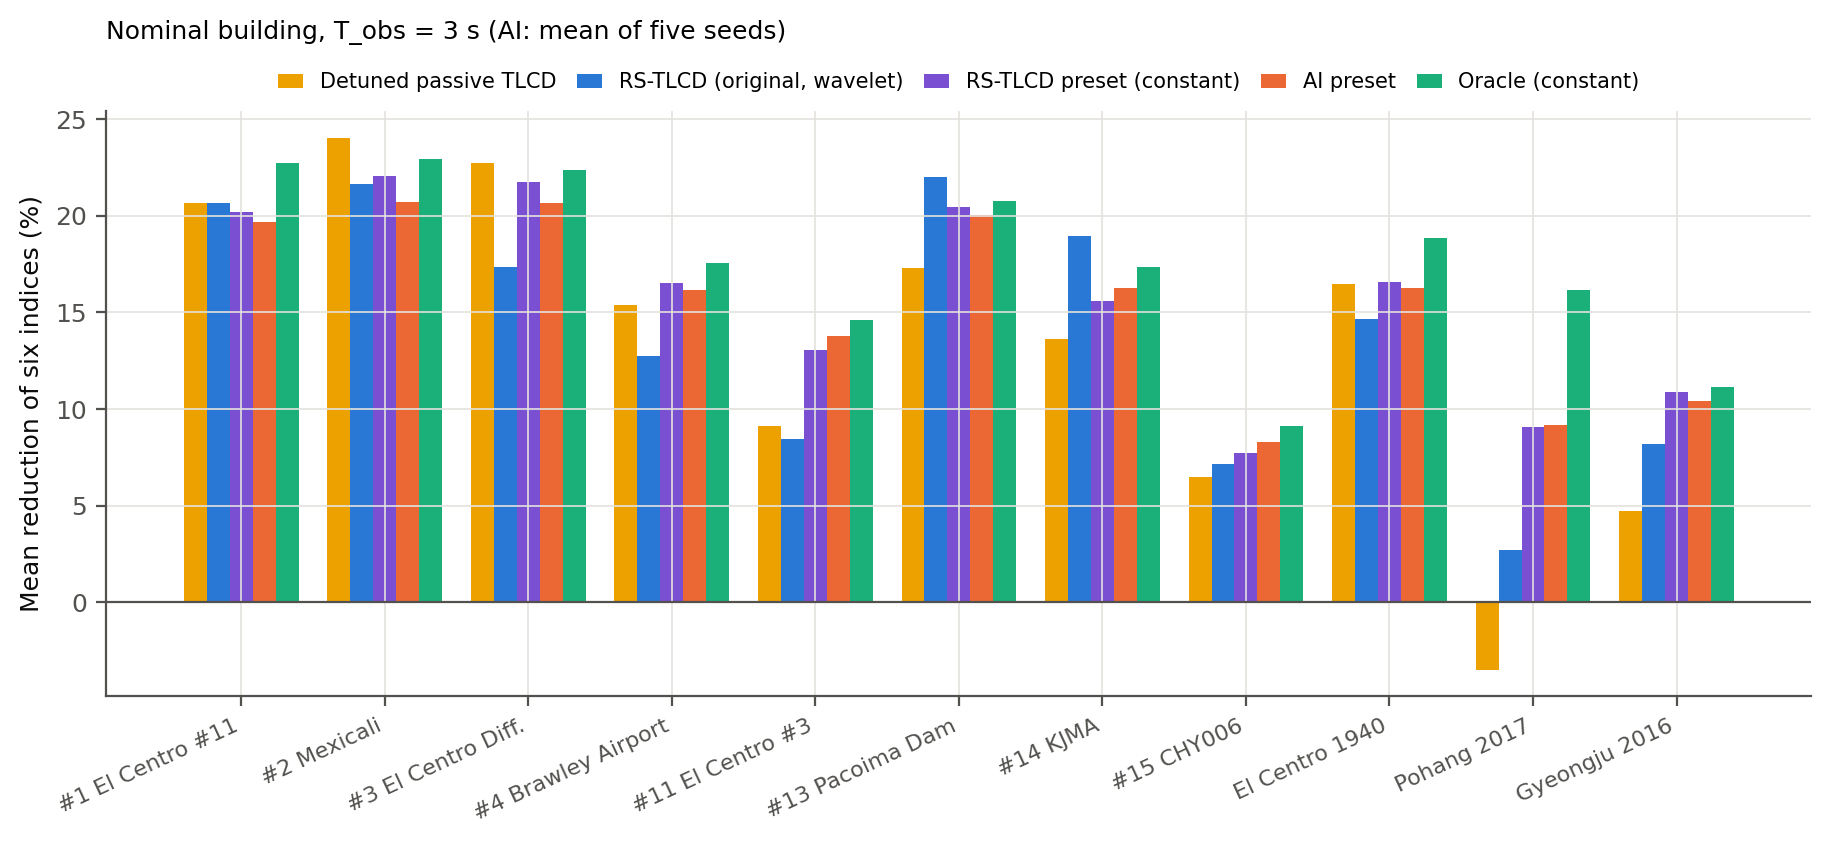 Nominal building, T_obs = 3 s (AI: mean of five seeds)
Detuned passive TLCD RS-TLCD (original, wavelet) RS-TLCD preset (constant) AI preset Oracle (constant)
Mean reduction of six indices (%)
25
20
15
10
5
0
#1 El Centro #11
#2 Mexicali
#3 El Centro Diff.
#4 Brawley Airport
#11 El Centro #3
#13 Pacoima Dam
#14 KJMA
#15 CHY006
El Centro 1940
Pohang 2017
Gyeongju 2016